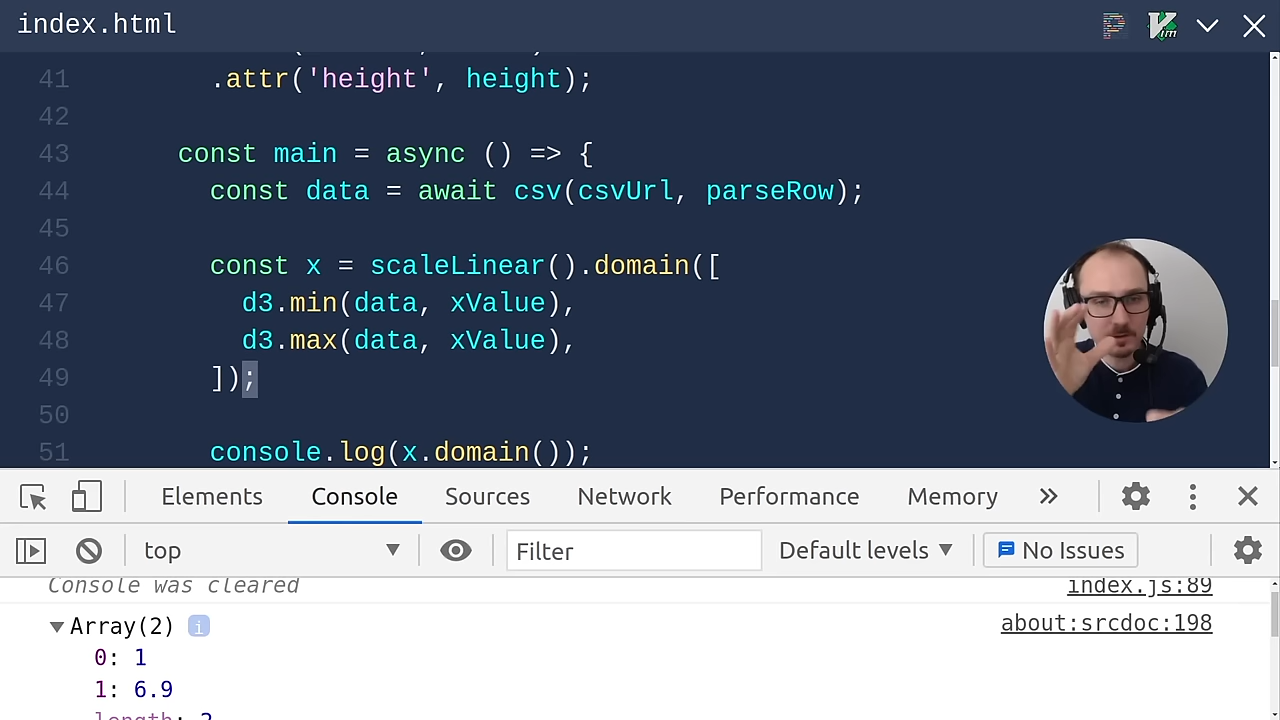 index.html
41 .attr('height', height);
42
43 const main = async () => {
44 const data = await csv(csvUrl, parseRow);
45
46 const x = scaleLinear().domain([
47 d3.min(data, xValue),
48 d3.max(data, xValue),
49 ]);
50
51 console.log(x.domain());
Elements Console Sources Network Performance Memory »
top Filter Default levels No Issues
Console was cleared index.js:89
Array(2) i about:srcdoc:198
0: 1
1: 6.9
length: 2